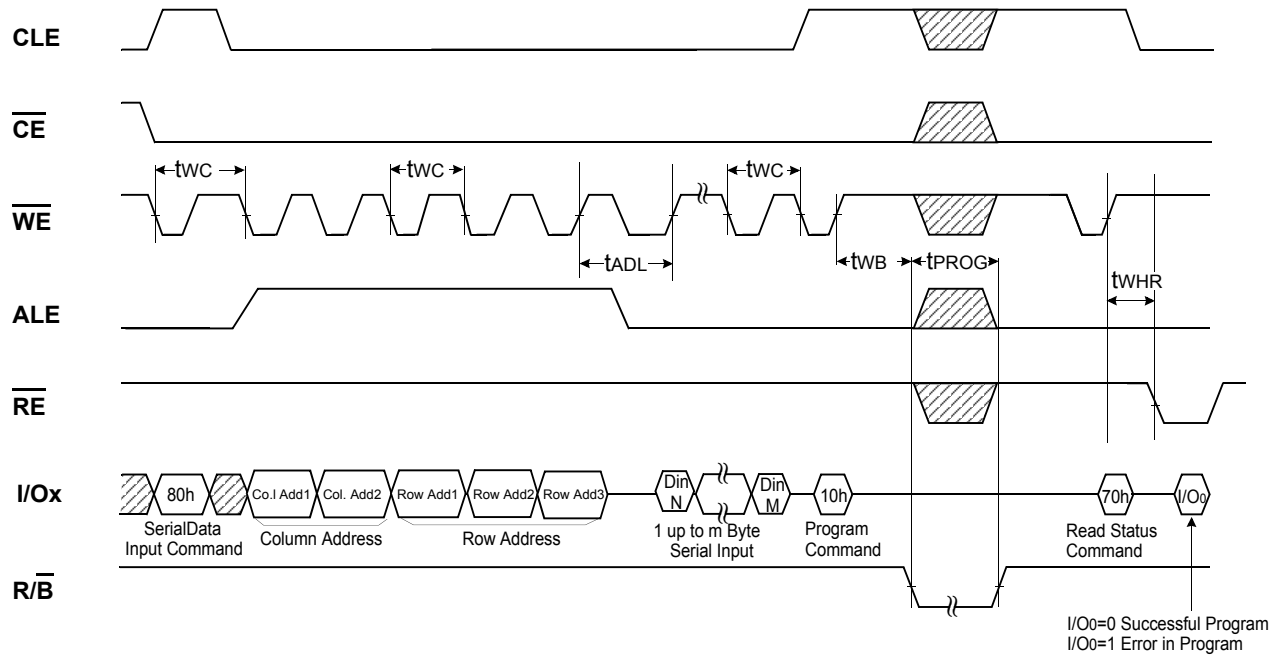 CLE
CE
tWC
tWC
tWC
WE
tADL
tWB
tPROG
tWHR
ALE
RE
I/Ox
80h
Co.l Add1
Col. Add2
Row Add1
Row Add2
Row Add3
Din
N
Din
M
10h
70h
I/O0
SerialData
Input Command
Column Address
Row Address
1 up to m Byte
Serial Input
Program
Command
Read Status
Command
R/B
I/O0=0 Successful Program
I/O0=1 Error in Program